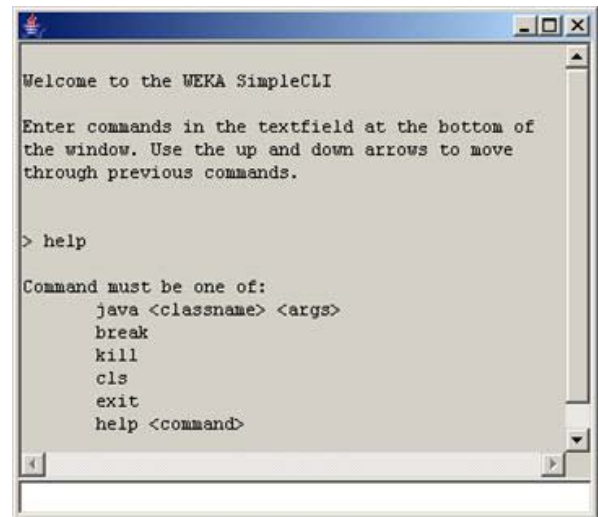 Welcome to the WEKA SimpleCLI
Enter commands in the textfield at the bottom of
the window. Use the up and down arrows to move
through previous commands.
> help
Command must be one of:
java <classname> <args>
break
kill
cls
exit
help <command>